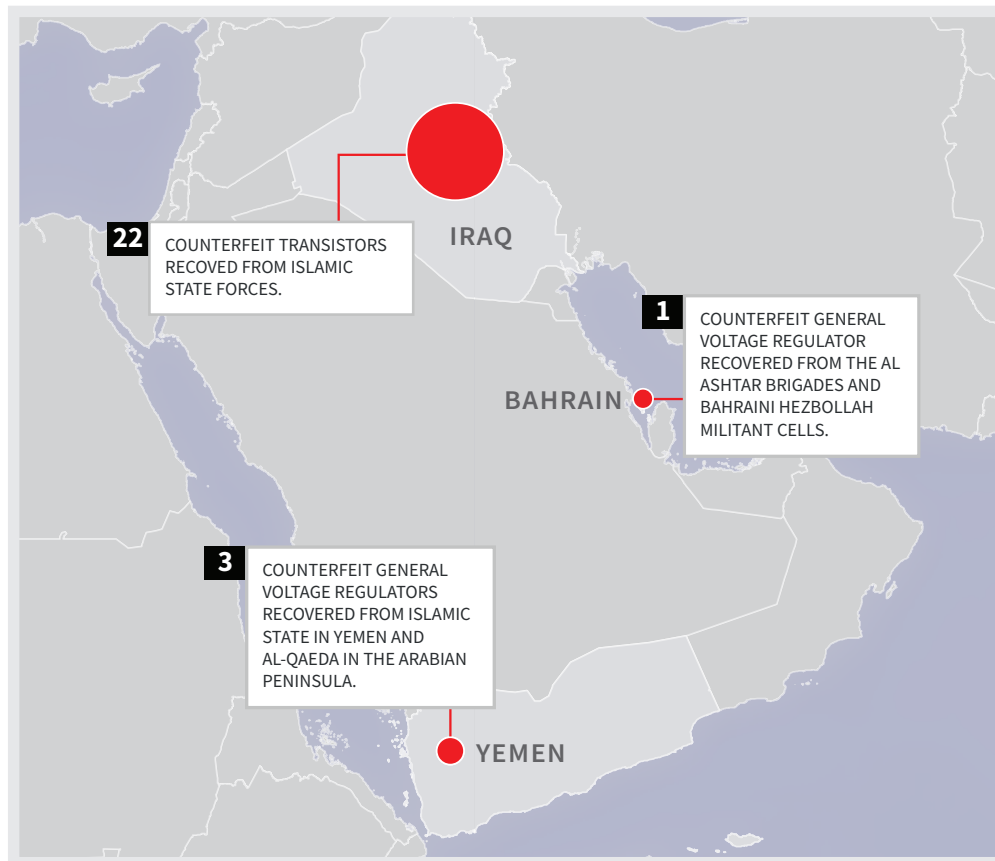 22
COUNTERFEIT TRANSISTORS
RECOVED FROM ISLAMIC
STATE FORCES.
IRAQ
1
COUNTERFEIT GENERAL
VOLTAGE REGULATOR
RECOVERED FROM THE AL
ASHTAR BRIGADES AND
BAHRAINI HEZBOLLAH
MILITANT CELLS.
BAHRAIN
3
COUNTERFEIT GENERAL
VOLTAGE REGULATORS
RECOVERED FROM ISLAMIC
STATE IN YEMEN AND
AL-QAEDA IN THE ARABIAN
PENINSULA.
YEMEN